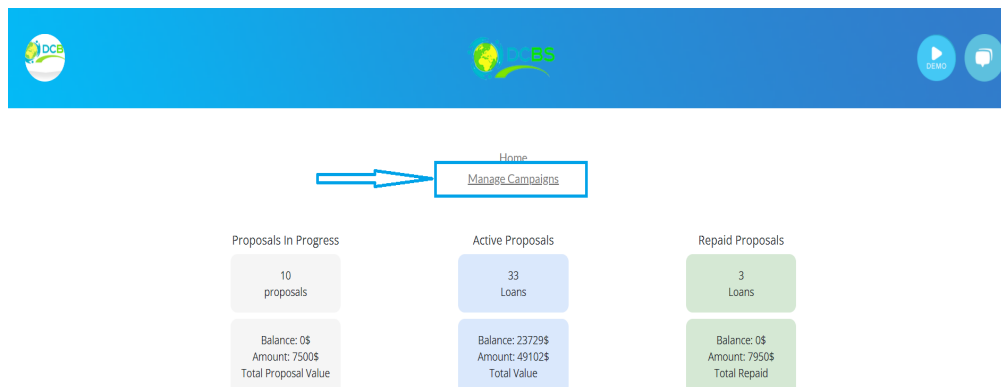 DCBS
DCBS
DEMO
Home
Manage Campaigns
Proposals In Progress
10
proposals
Balance: 0$
Amount: 7500$
Total Proposal Value
Active Proposals
33
Loans
Balance: 23729$
Amount: 49102$
Total Value
Repaid Proposals
3
Loans
Balance: 0$
Amount: 7950$
Total Repaid